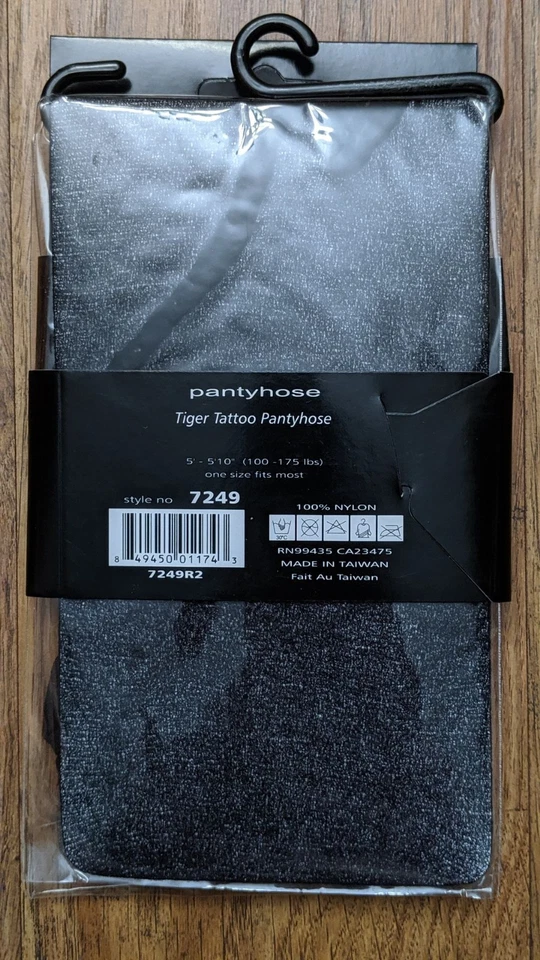 pantyhose
Tiger Tattoo Pantyhose
5' - 5'10" (100 -175 lbs)
one size fits most
style no 7249
8 49450 01174 3
7249R2
100% NYLON
30°C
RN99435 CA23475
MADE IN TAIWAN
Fait Au Taiwan